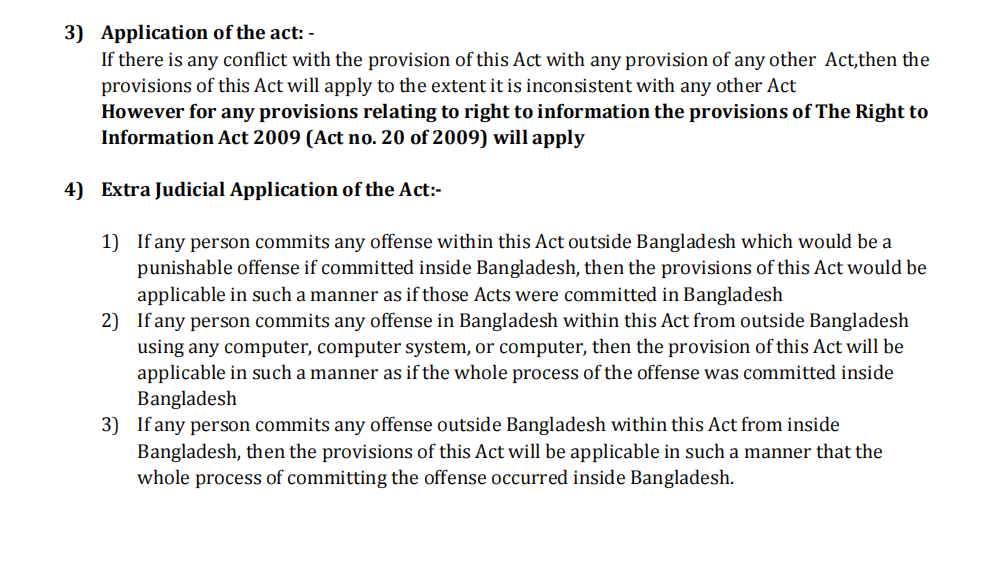 3) Application of the act: -
If there is any conflict with the provision of this Act with any provision of any other Act,then the
provisions of this Act will apply to the extent it is inconsistent with any other Act
However for any provisions relating to right to information the provisions of The Right to
Information Act 2009 (Act no. 20 of 2009) will apply
4) Extra Judicial Application of the Act:-
1) If any person commits any offense within this Act outside Bangladesh which would be a
punishable offense if committed inside Bangladesh, then the provisions of this Act would be
applicable in such a manner as if those Acts were committed in Bangladesh
2) If any person commits any offense in Bangladesh within this Act from outside Bangladesh
using any computer, computer system, or computer, then the provision of this Act will be
applicable in such a manner as if the whole process of the offense was committed inside
Bangladesh
3) If any person commits any offense outside Bangladesh within this Act from inside
Bangladesh, then the provisions of this Act will be applicable in such a manner that the
whole process of committing the offense occurred inside Bangladesh.